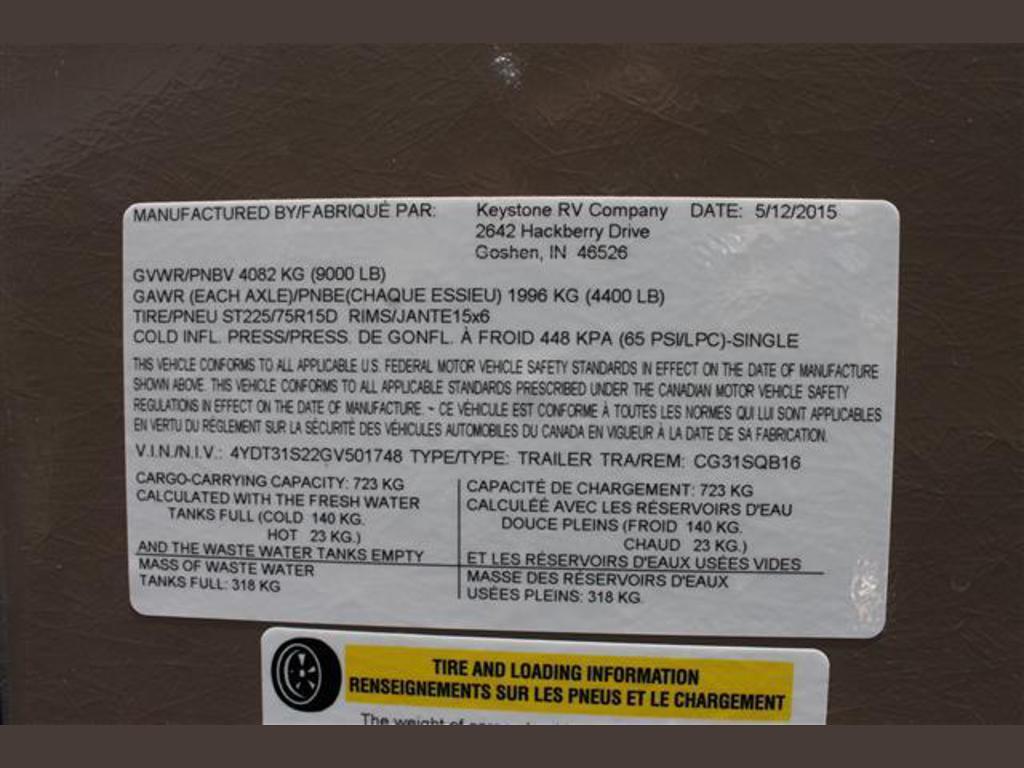 MANUFACTURED BY/FABRIQUÉ PAR: Keystone RV Company DATE: 5/12/2015
2642 Hackberry Drive
Goshen, IN 46526
GVWR/PNBV 4082 KG (9000 LB)
GAWR (EACH AXLE)/PNBE(CHAQUE ESSIEU) 1996 KG (4400 LB)
TIRE/PNEU ST225/75R15D RIMS/JANTE15x6
COLD INFL. PRESS/PRESS. DE GONFL. À FROID 448 KPA (65 PSI/LPC)-SINGLE
THIS VEHICLE CONFORMS TO ALL APPLICABLE U.S. FEDERAL MOTOR VEHICLE SAFETY STANDARDS IN EFFECT ON THE DATE OF MANUFACTURE
SHOWN ABOVE. THIS VEHICLE CONFORMS TO ALL APPLICABLE STANDARDS PRESCRIBED UNDER THE CANADIAN MOTOR VEHICLE SAFETY
REGULATIONS IN EFFECT ON THE DATE OF MANUFACTURE. ~ CE VÉHICULE EST CONFORME À TOUTES LES NORMES QUI LUI SONT APPLICABLES
EN VERTU DU RÈGLEMENT SUR LA SÉCURITÉ DES VÉHICULES AUTOMOBILES DU CANADA EN VIGUEUR À LA DATE DE SA FABRICATION.
V.I.N./N.I.V.: 4YDT31S22GV501748 TYPE/TYPE: TRAILER TRA/REM: CG31SQB16
CARGO-CARRYING CAPACITY: 723 KG
CALCULATED WITH THE FRESH WATER
TANKS FULL (COLD 140 KG.
HOT 23 KG.)
AND THE WASTE WATER TANKS EMPTY
MASS OF WASTE WATER
TANKS FULL: 318 KG
CAPACITÉ DE CHARGEMENT: 723 KG
CALCULÉE AVEC LES RÉSERVOIRS D'EAU
DOUCE PLEINS (FROID 140 KG.
CHAUD 23 KG.)
ET LES RÉSERVOIRS D'EAUX USÉES VIDES
MASSE DES RÉSERVOIRS D'EAUX
USÉES PLEINS: 318 KG.
TIRE AND LOADING INFORMATION
RENSEIGNEMENTS SUR LES PNEUS ET LE CHARGEMENT
The weight of